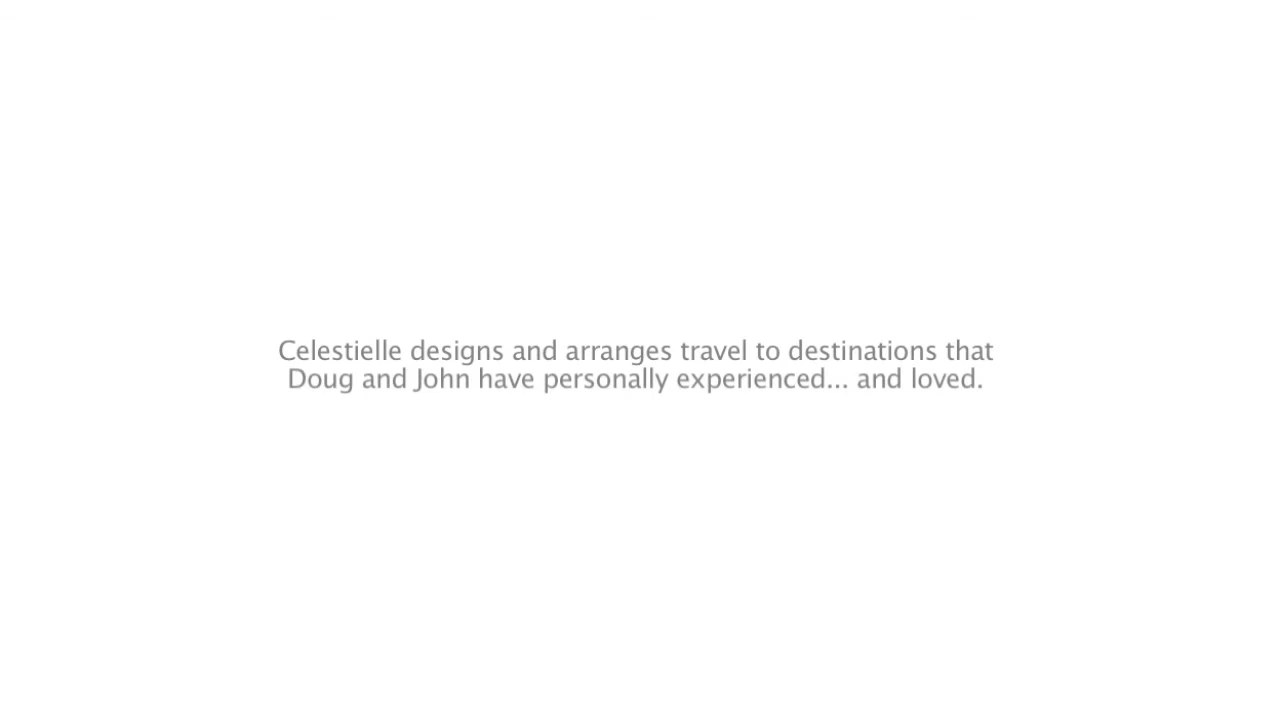 Celestielle designs and arranges travel to destinations that
Doug and John have personally experienced... and loved.